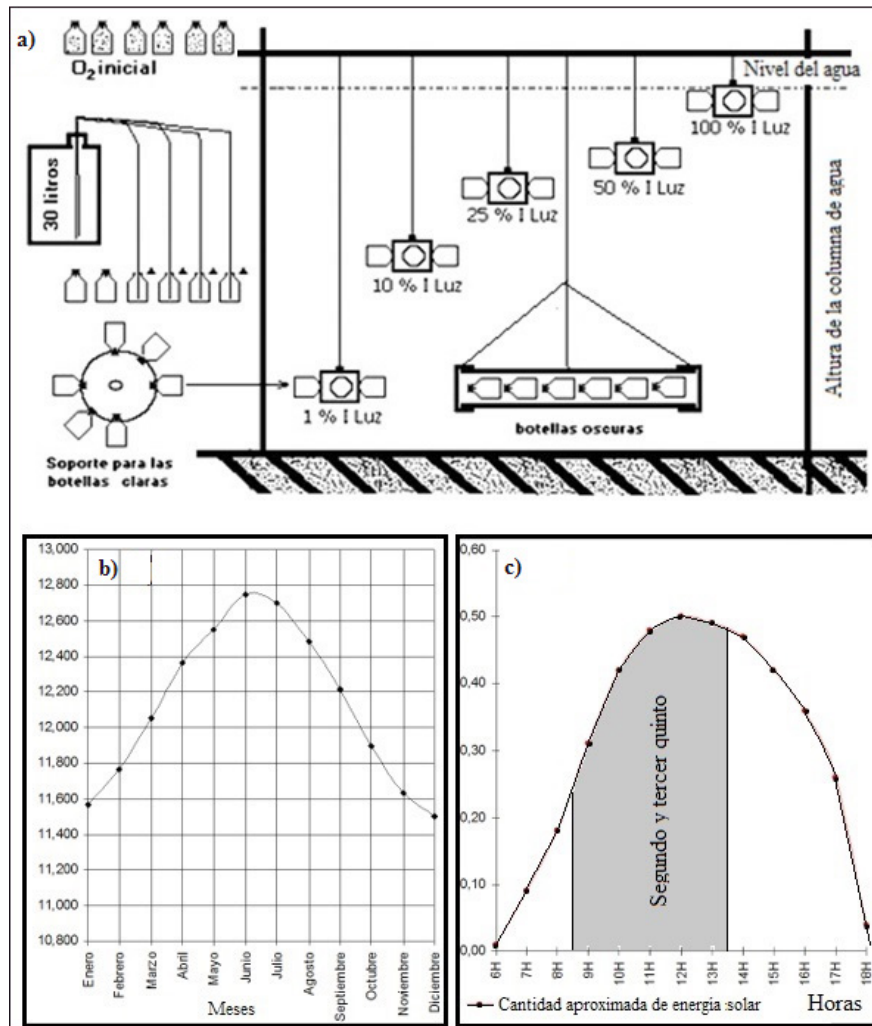 a)
O₂ inicial
Nivel del agua
100 % I Luz
50 % I Luz
25 % I Luz
10 % I Luz
1 % I Luz
30 litros
Altura de la columna de agua
botellas oscuras
Soporte para las
botellas claras
b)
13,000
12,800
12,600
12,400
12,200
12,000
11,800
11,600
11,400
11,200
11,000
10,800
Enero
Febrero
Marzo
Abril
Mayo
Junio
Julio
Agosto
Septiembre
Octubre
Noviembre
Diciembre
Meses
c)
0,60
0,50
0,40
0,30
0,20
0,10
0,00
Segundo y tercer quinto
6H
7H
8H
9H
10H
11H
12H
13H
14H
15H
16H
17H
18H
Cantidad aproximada de energia solar
Horas